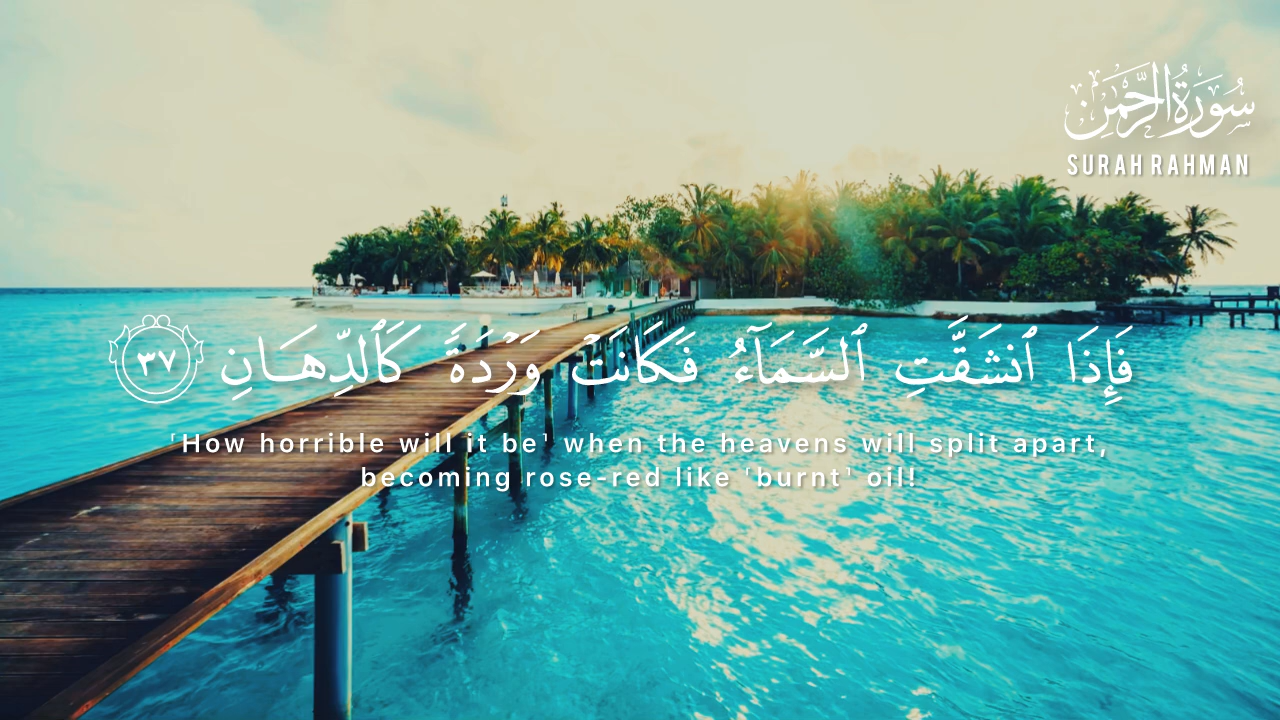 سُورَةُ الرَّحْمٰن
SURAH RAHMAN
فَإِذَا ٱنشَقَّتِ ٱلسَّمَآءُ فَكَانَتْ وَرْدَةً كَٱلدِّهَانِ ٣٧
˹How horrible will it be˺ when the heavens will split apart,
becoming rose-red like ˹burnt˺ oil!